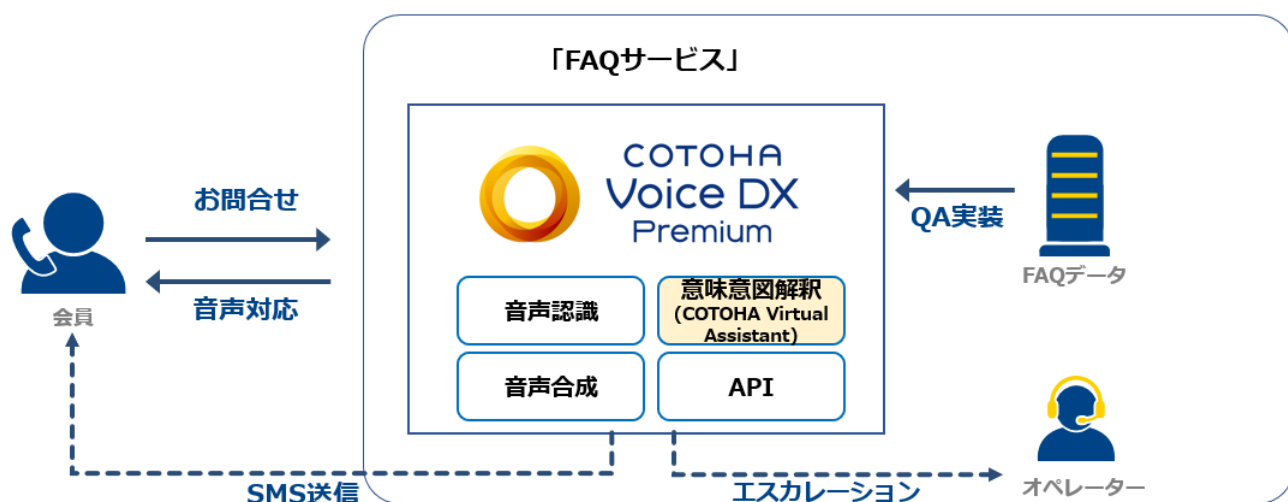 「FAQサービス」
COTOHA
Voice DX
Premium
お問合せ
音声対応
会員
QA実装
FAQデータ
音声認識
意味意図解釈
(COTOHA Virtual
Assistant)
音声合成
API
SMS送信
エスカレーション
オペレーター